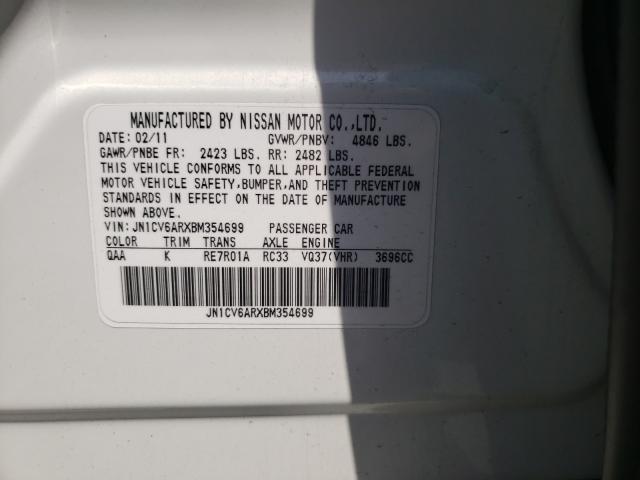 MANUFACTURED BY NISSAN MOTOR CO.,LTD.
DATE: 02/11 GVWR/PNBV: 4846 LBS.
GAWR/PNBE FR: 2423 LBS. RR: 2482 LBS.
THIS VEHICLE CONFORMS TO ALL APPLICABLE FEDERAL
MOTOR VEHICLE SAFETY,BUMPER,AND THEFT PREVENTION
STANDARDS IN EFFECT ON THE DATE OF MANUFACTURE
SHOWN ABOVE.
VIN: JN1CV6ARXBM354699 PASSENGER CAR
COLOR TRIM TRANS AXLE ENGINE
QAA K RE7R01A RC33 VQ37(VHR) 3696CC
JN1CV6ARXBM354699